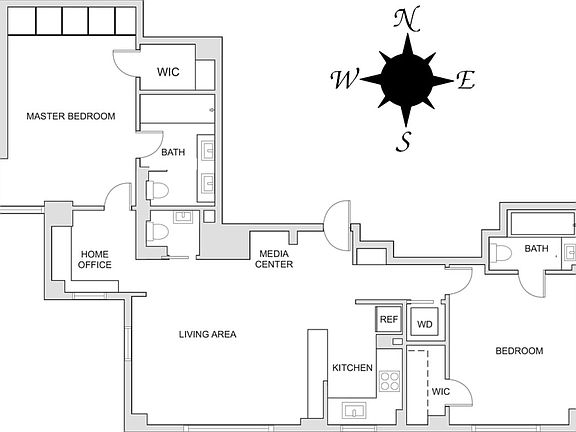 N
W
E
S
WIC
MASTER BEDROOM
BATH
HOME
OFFICE
MEDIA
CENTER
BATH
LIVING AREA
REF
WD
BEDROOM
KITCHEN
WIC